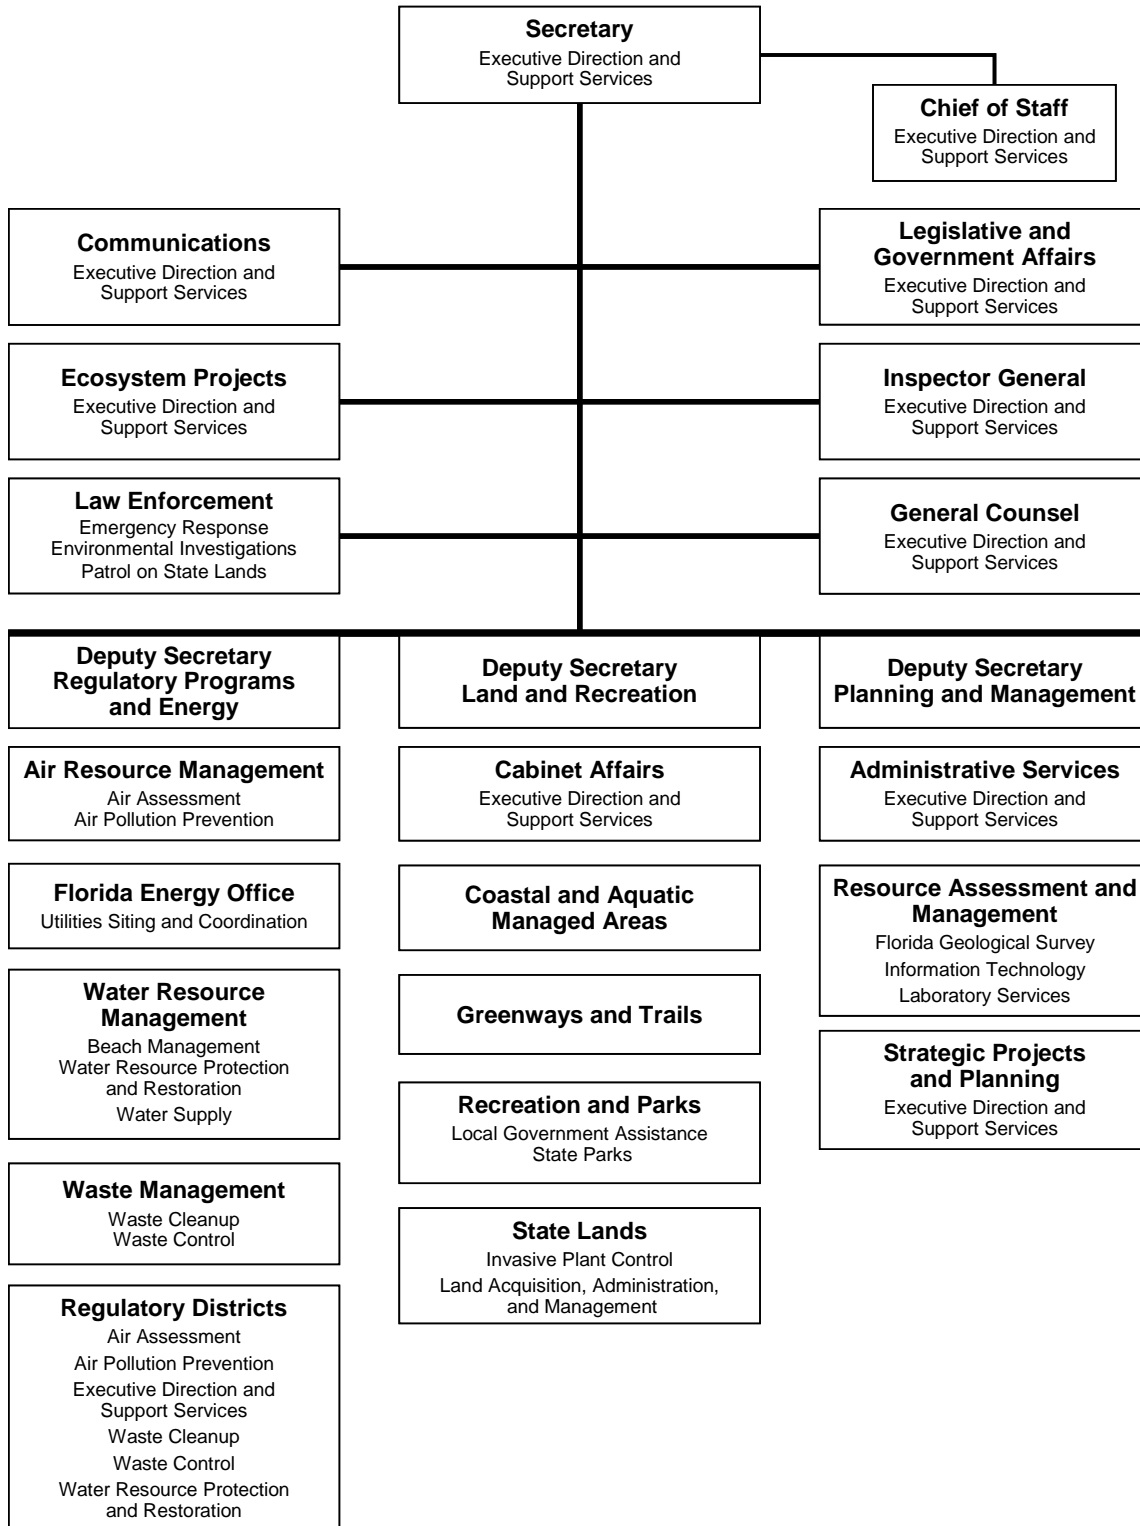 Secretary
Executive Direction and
Support Services
Chief of Staff
Executive Direction and
Support Services
Communications
Executive Direction and
Support Services
Legislative and
Government Affairs
Executive Direction and
Support Services
Ecosystem Projects
Executive Direction and
Support Services
Inspector General
Executive Direction and
Support Services
Law Enforcement
Emergency Response
Environmental Investigations
Patrol on State Lands
General Counsel
Executive Direction and
Support Services
Deputy Secretary
Regulatory Programs
and Energy
Air Resource Management
Air Assessment
Air Pollution Prevention
Florida Energy Office
Utilities Siting and Coordination
Water Resource
Management
Beach Management
Water Resource Protection
and Restoration
Water Supply
Waste Management
Waste Cleanup
Waste Control
Regulatory Districts
Air Assessment
Air Pollution Prevention
Executive Direction and
Support Services
Waste Cleanup
Waste Control
Water Resource Protection
and Restoration
Deputy Secretary
Land and Recreation
Cabinet Affairs
Executive Direction and
Support Services
Coastal and Aquatic
Managed Areas
Greenways and Trails
Recreation and Parks
Local Government Assistance
State Parks
State Lands
Invasive Plant Control
Land Acquisition, Administration,
and Management
Deputy Secretary
Planning and Management
Administrative Services
Executive Direction and
Support Services
Resource Assessment and
Management
Florida Geological Survey
Information Technology
Laboratory Services
Strategic Projects
and Planning
Executive Direction and
Support Services